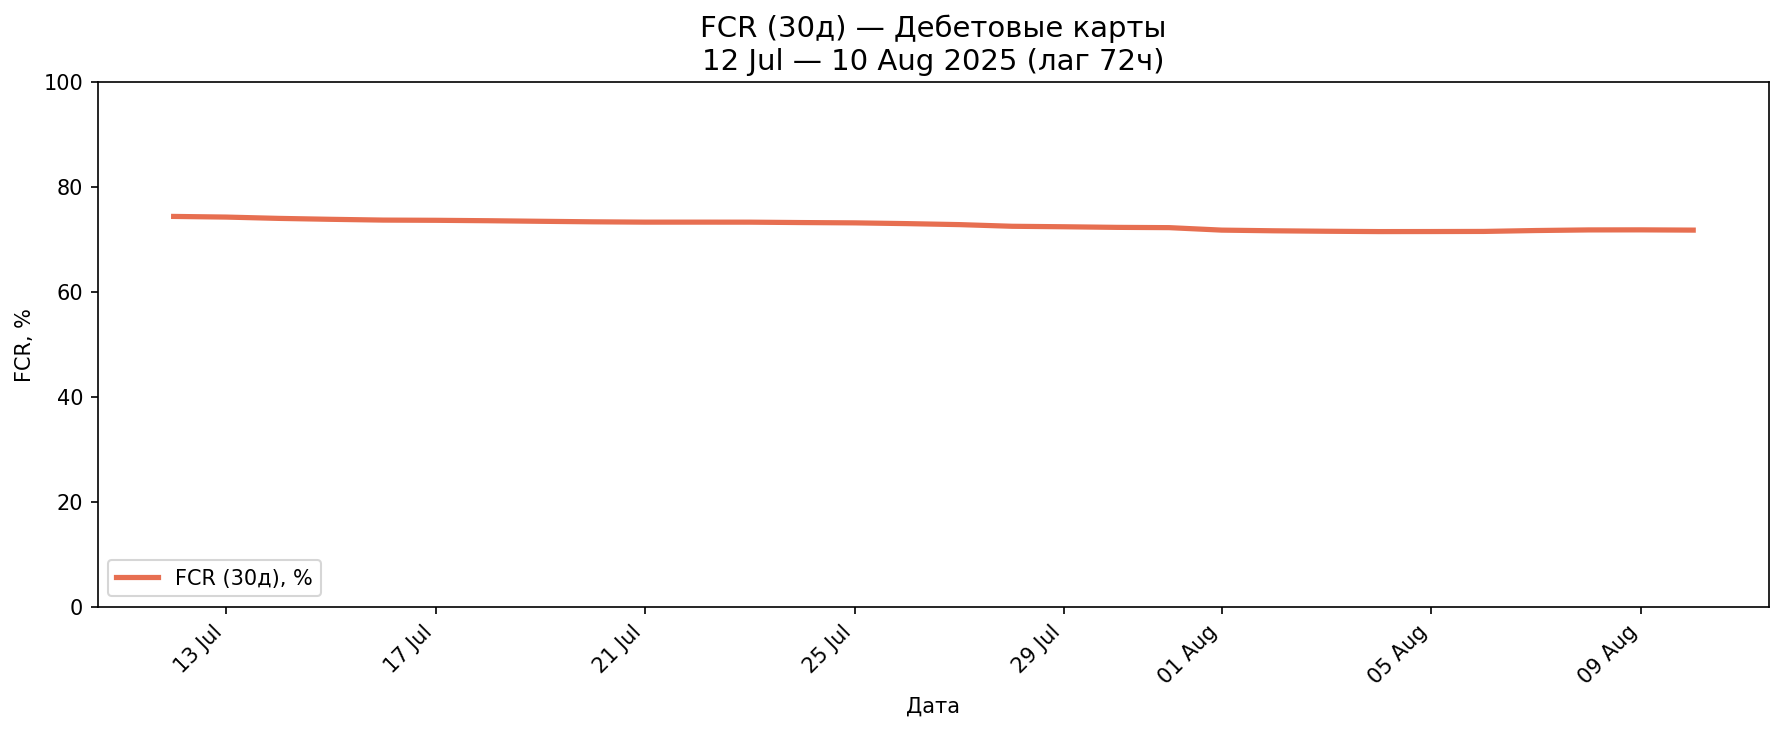 FCR (30д) — Дебетовые карты
12 Jul — 10 Aug 2025 (лаг 72ч)
FCR, %
100
80
60
40
20
0
FCR (30д), %
13 Jul
17 Jul
21 Jul
25 Jul
29 Jul
01 Aug
05 Aug
09 Aug
Дата